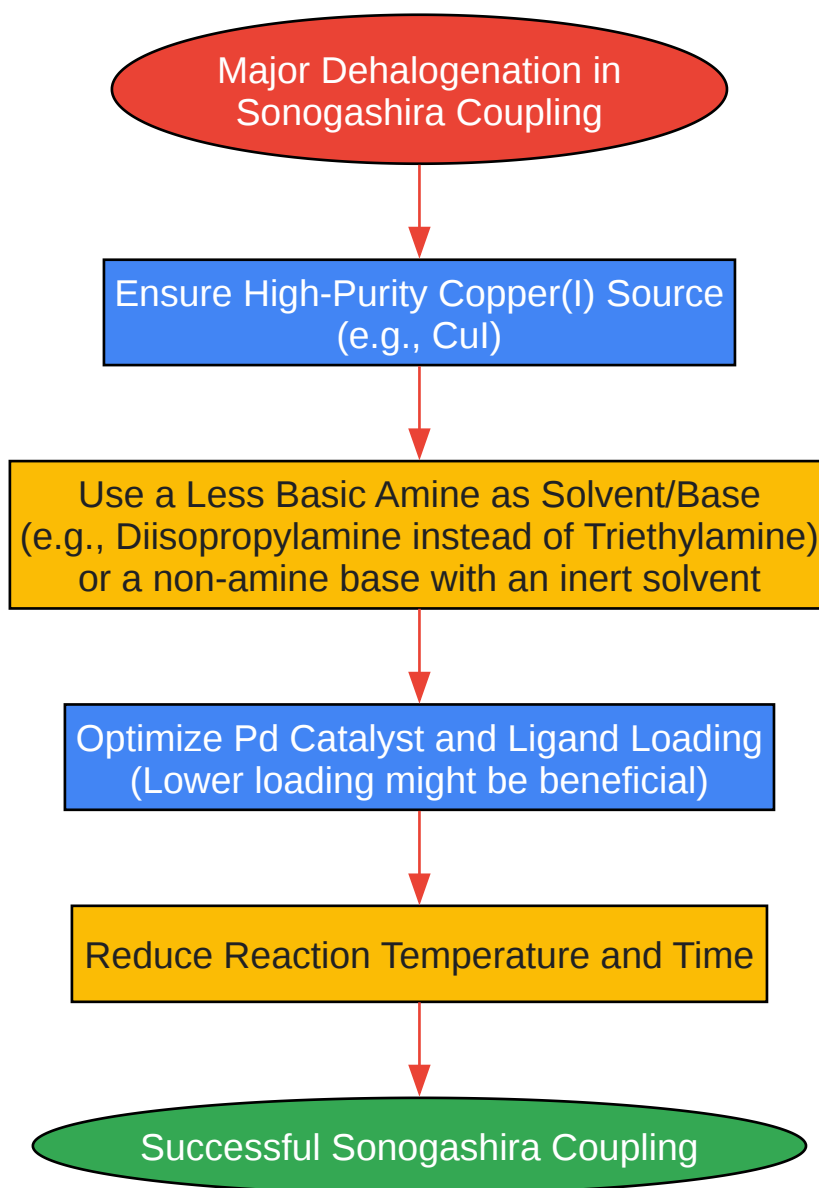 Major Dehalogenation in
Sonogashira Coupling
Ensure High-Purity Copper(I) Source
(e.g., CuI)
Use a Less Basic Amine as Solvent/Base
(e.g., Diisopropylamine instead of Triethylamine)
or a non-amine base with an inert solvent
Optimize Pd Catalyst and Ligand Loading
(Lower loading might be beneficial)
Reduce Reaction Temperature and Time
Successful Sonogashira Coupling